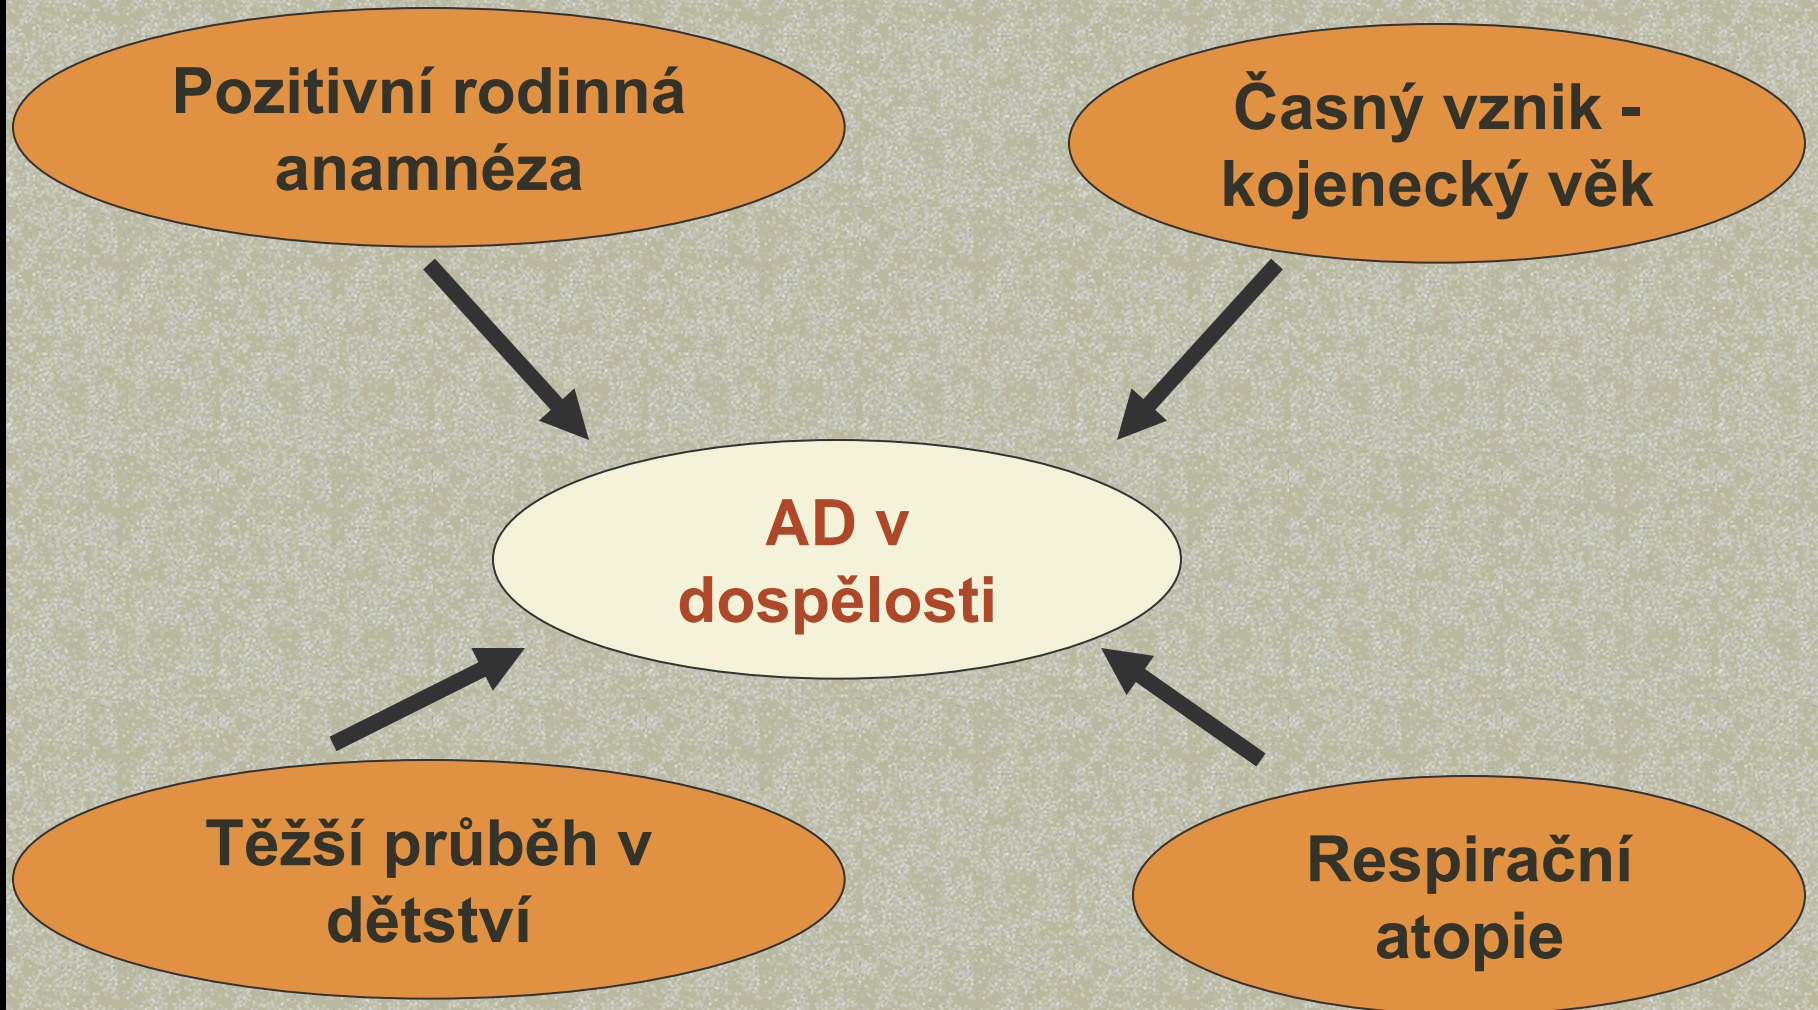 Pozitivní rodinná
anamnéza
Časný vznik -
kojenecký věk
AD v
dospělosti
Těžší průběh v
dětství
Respirační
atopie